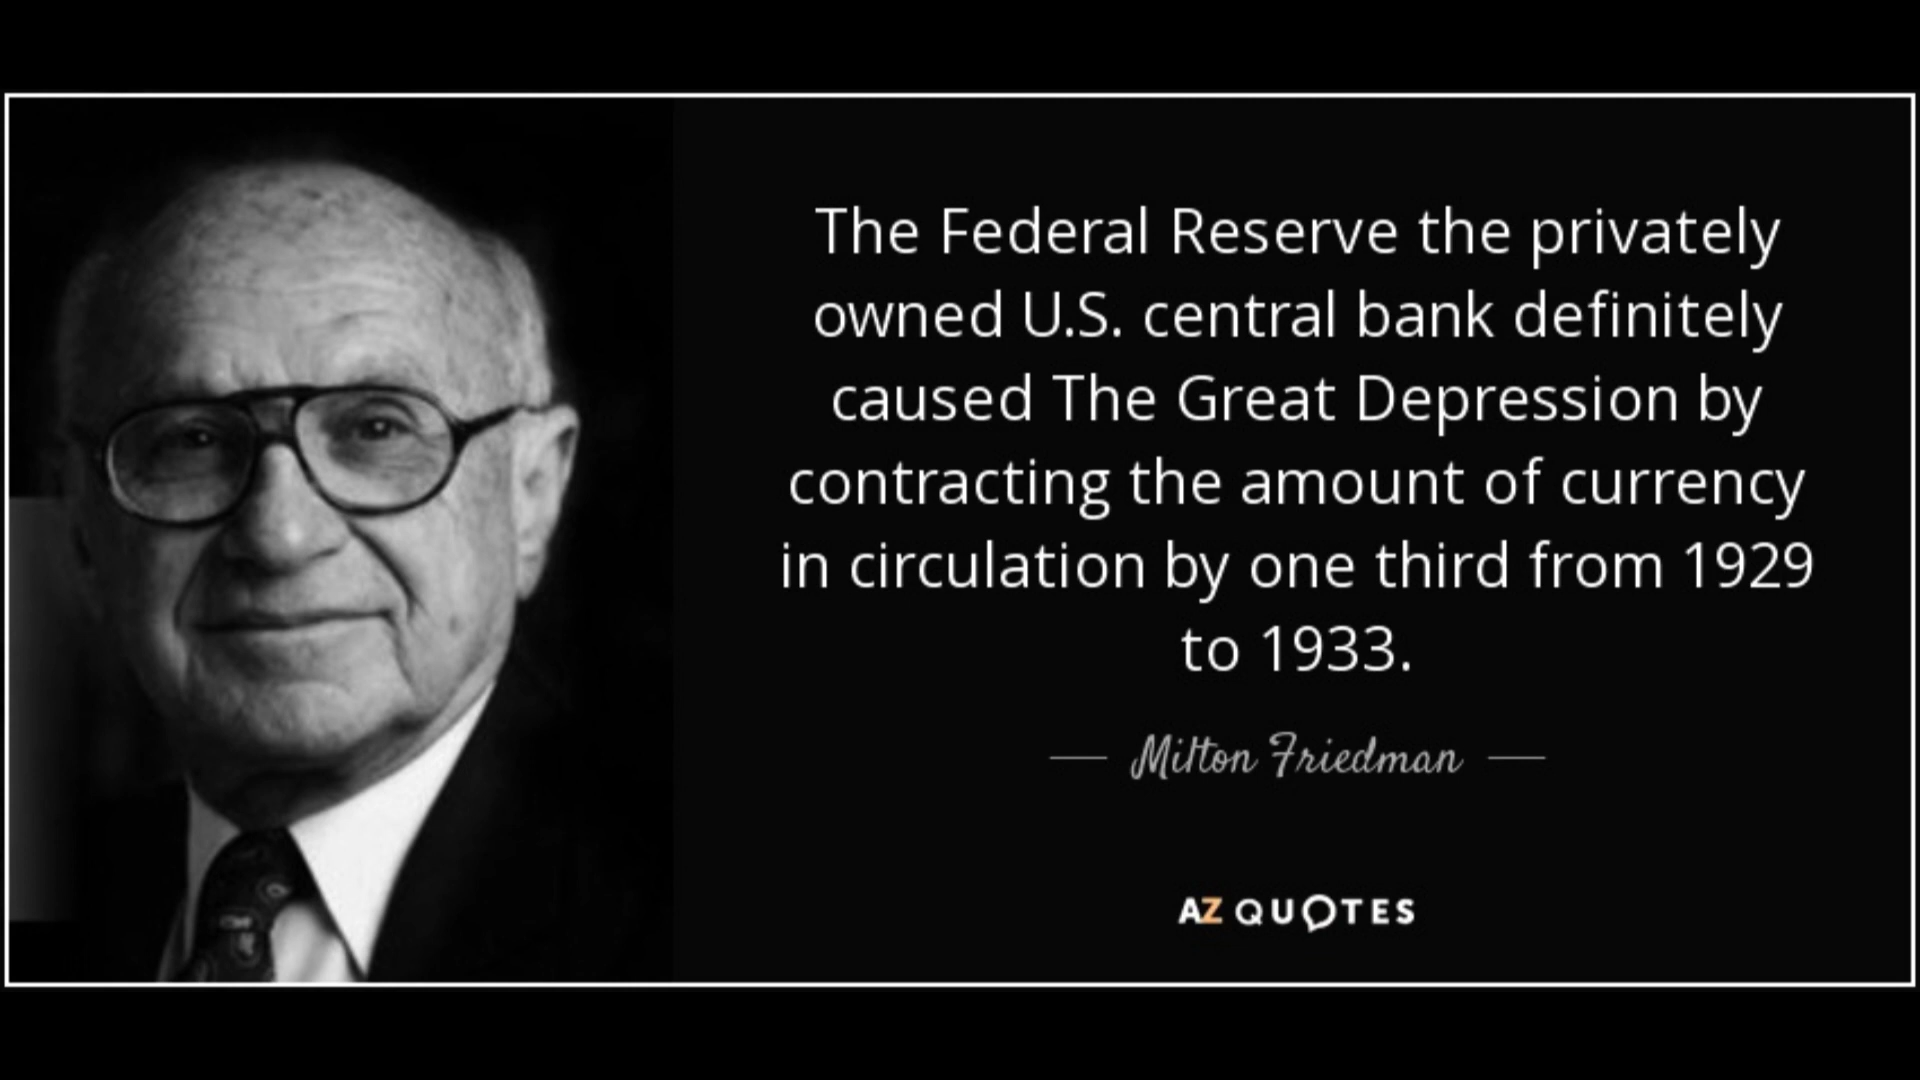 The Federal Reserve the privately
owned U.S. central bank definitely
caused The Great Depression by
contracting the amount of currency
in circulation by one third from 1929
to 1933.
— Milton Friedman —
AZ QUOTES